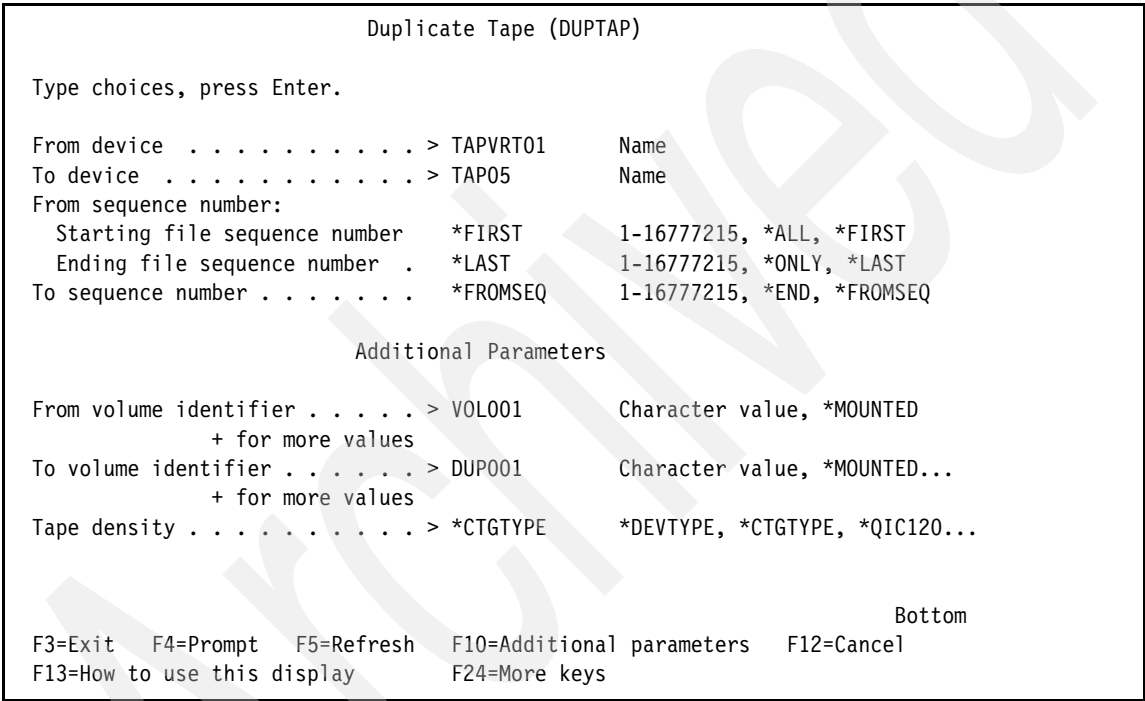 Duplicate Tape (DUPTAP)
Type choices, press Enter.
From device . . . . . . . . . . > TAPVRT01 Name
To device . . . . . . . . . . . > TAP05 Name
From sequence number:
Starting file sequence number *FIRST 1-16777215, *ALL, *FIRST
Ending file sequence number . *LAST 1-16777215, *ONLY, *LAST
To sequence number . . . . . . . *FROMSEQ 1-16777215, *END, *FROMSEQ
Additional Parameters
From volume identifier . . . . . > VOL001 Character value, *MOUNTED
+ for more values
To volume identifier . . . . . . > DUP001 Character value, *MOUNTED...
+ for more values
Tape density . . . . . . . . . . > *CTGTYPE *DEVTYPE, *CTGTYPE, *QIC120...
Bottom
F3=Exit F4=Prompt F5=Refresh F10=Additional parameters F12=Cancel
F13=How to use this display F24=More keys
Archived